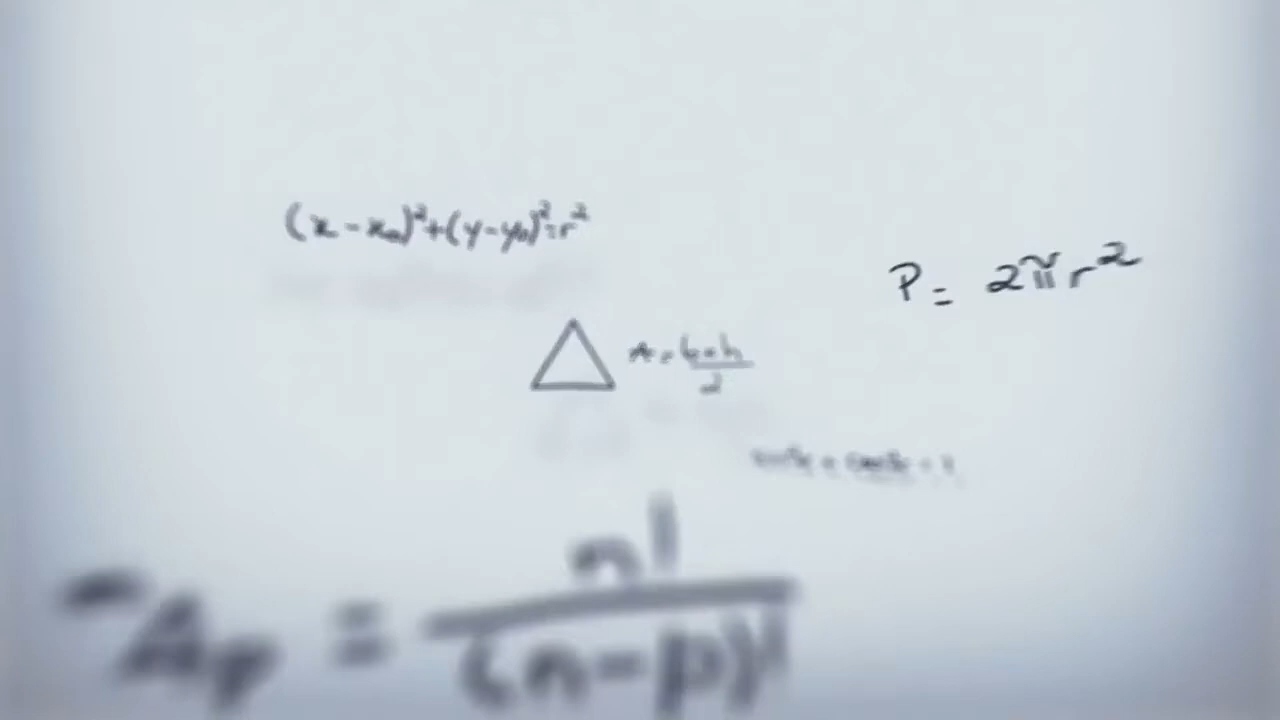 (x-x₀)²+(y-y₀)²=r²
P= 2πr²
A=b*h/2
ⁿAₚ = n!/(n-p)!